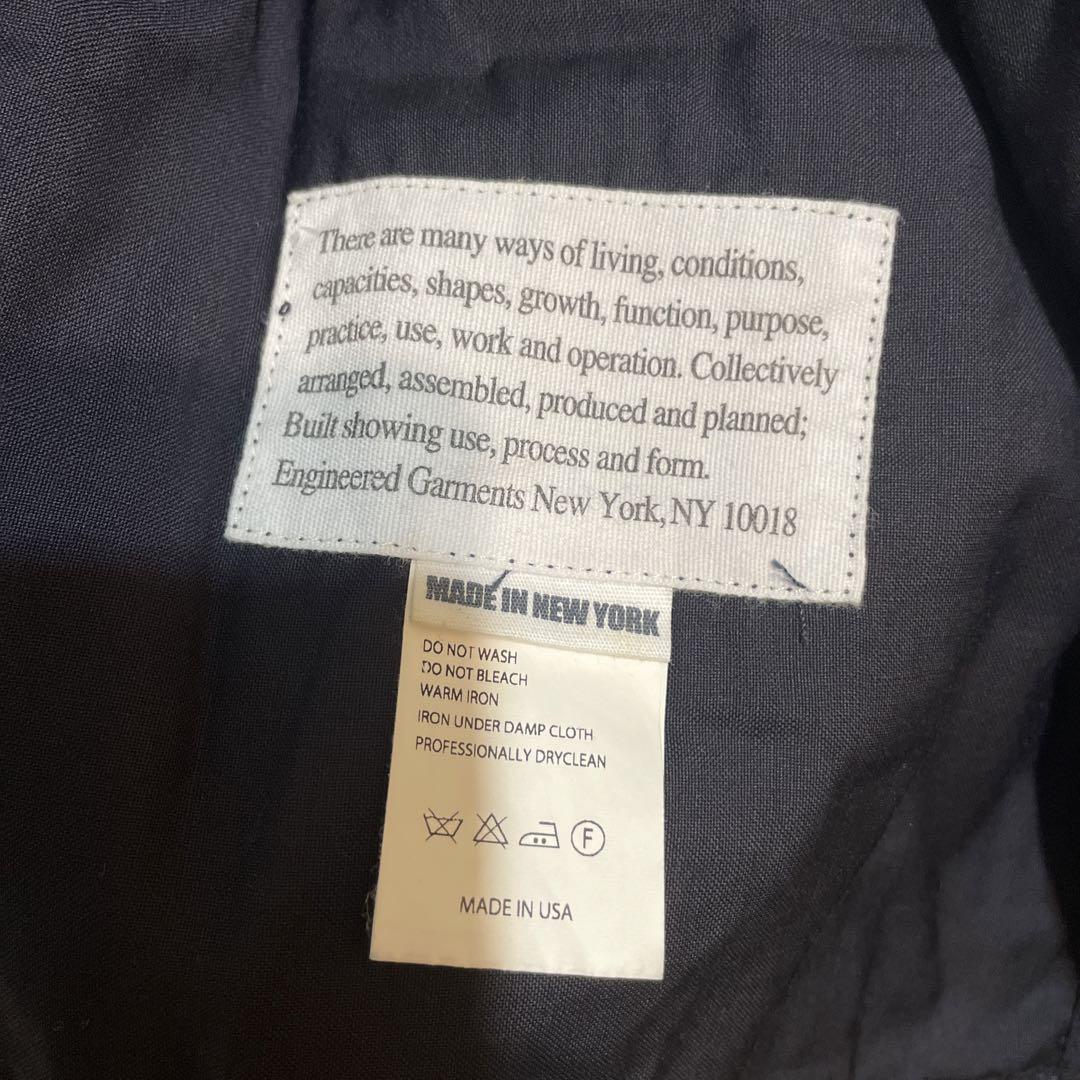 There are many ways of living, conditions,
capacities, shapes, growth, function, purpose,
practice, use, work and operation. Collectively
arranged, assembled, produced and planned;
Built showing use, process and form.
Engineered Garments New York, NY 10018
MADE IN NEW YORK
DO NOT WASH
DO NOT BLEACH
WARM IRON
IRON UNDER DAMP CLOTH
PROFESSIONALLY DRYCLEAN
F
MADE IN USA